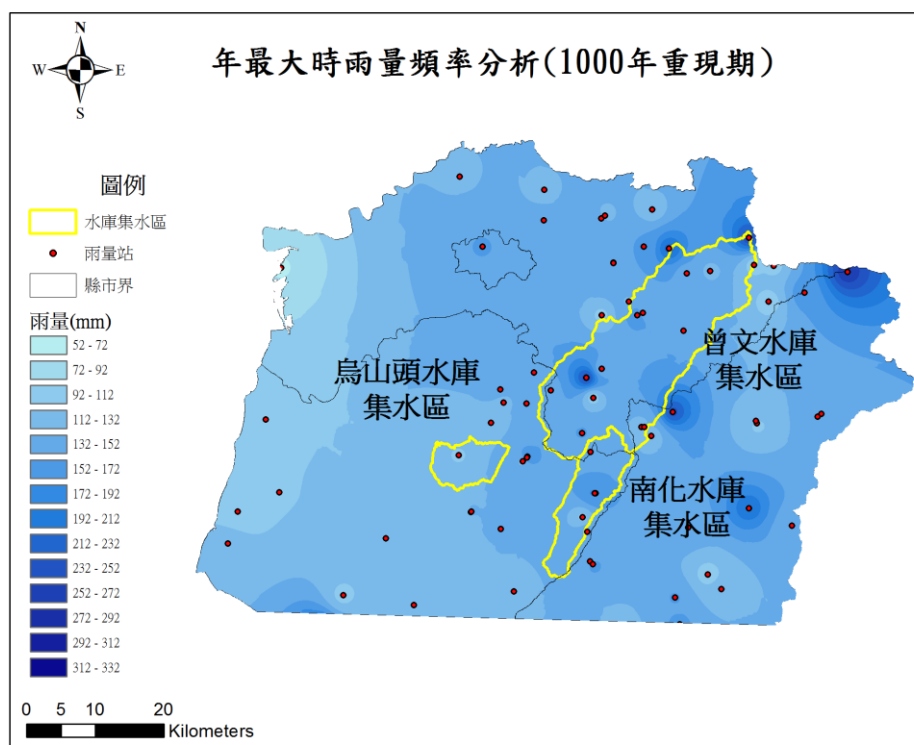 年最大時雨量頻率分析(1000年重現期)
N
W
E
S
圖例
水庫集水區
雨量站
縣市界
雨量(mm)
52 - 72
72 - 92
92 - 112
112 - 132
132 - 152
152 - 172
172 - 192
192 - 212
212 - 232
232 - 252
252 - 272
272 - 292
292 - 312
312 - 332
曾文水庫
集水區
烏山頭水庫
集水區
南化水庫
集水區
0 5 10 20
Kilometers